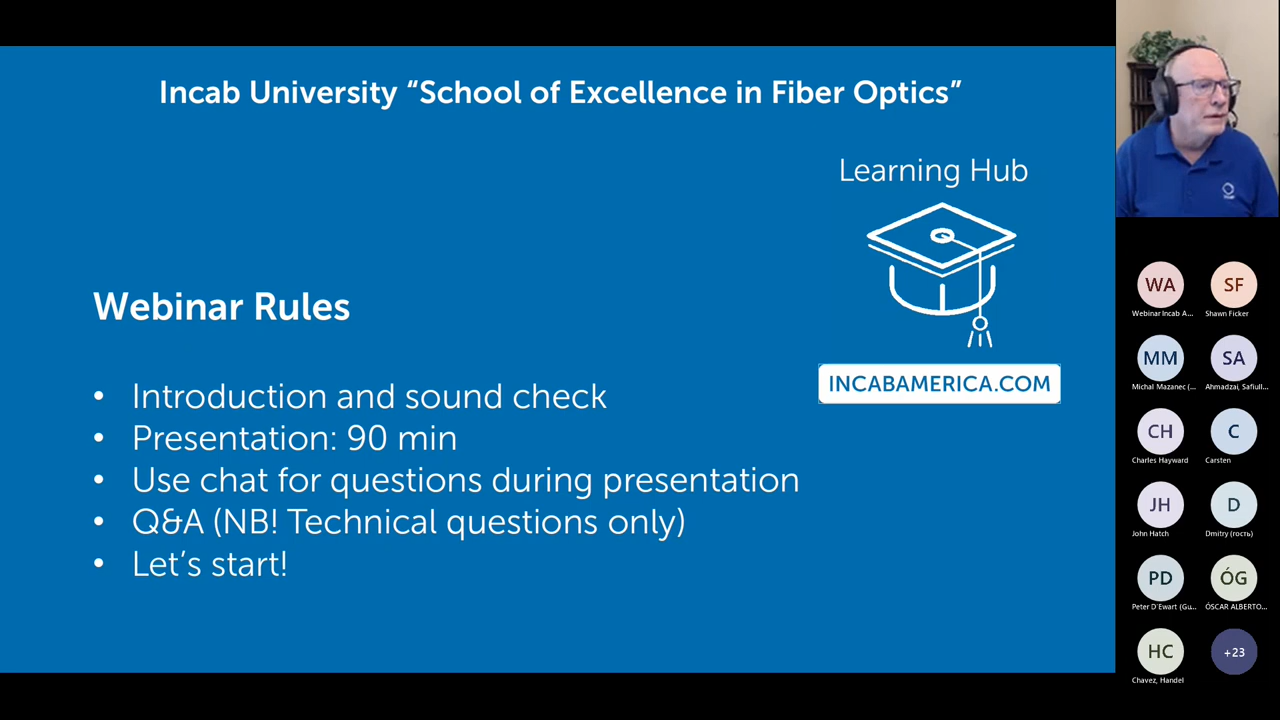 Incab University “School of Excellence in Fiber Optics”
Learning Hub
INCABAMERICA.COM
Webinar Rules
• Introduction and sound check
• Presentation: 90 min
• Use chat for questions during presentation
• Q&A (NB! Technical questions only)
• Let’s start!
WA
Webinar Incab A...
SF
Shawn Ficker
MM
Michal Mazanec (...
SA
Ahmadzai, Safiull...
CH
Charles Hayward
C
Carsten
JH
John Hatch
D
Dmitry (гость)
PD
Peter D'Ewart (Gu...
ÓG
ÓSCAR ALBERTO...
HC
Chavez, Handel
+23